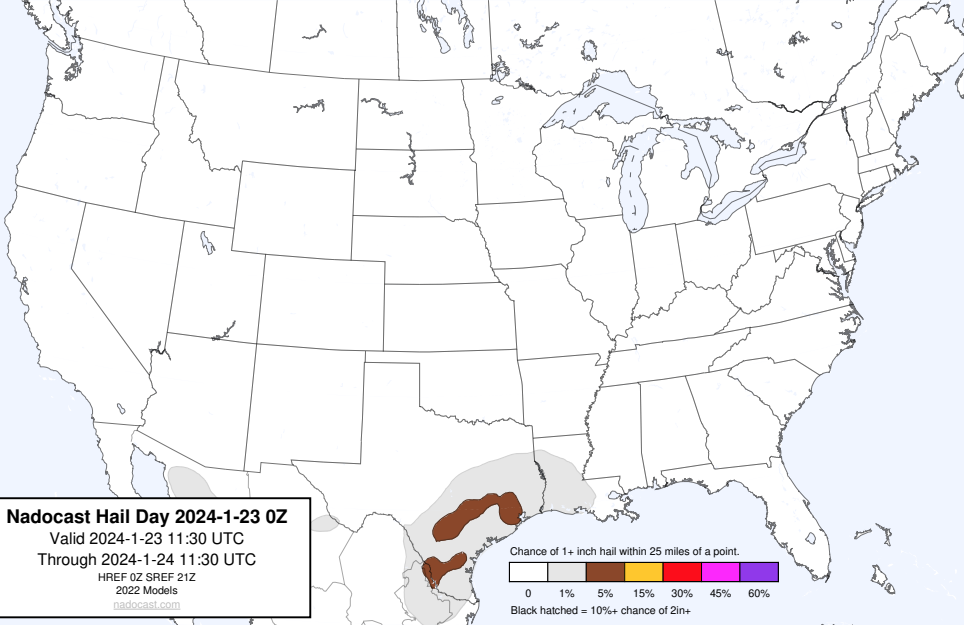 Nadocast Hail Day 2024-1-23 0Z
Valid 2024-1-23 11:30 UTC
Through 2024-1-24 11:30 UTC
HREF 0Z SREF 21Z
2022 Models
nadocast.com
Chance of 1+ inch hail within 25 miles of a point.
0 1% 5% 15% 30% 45% 60%
Black hatched = 10%+ chance of 2in+